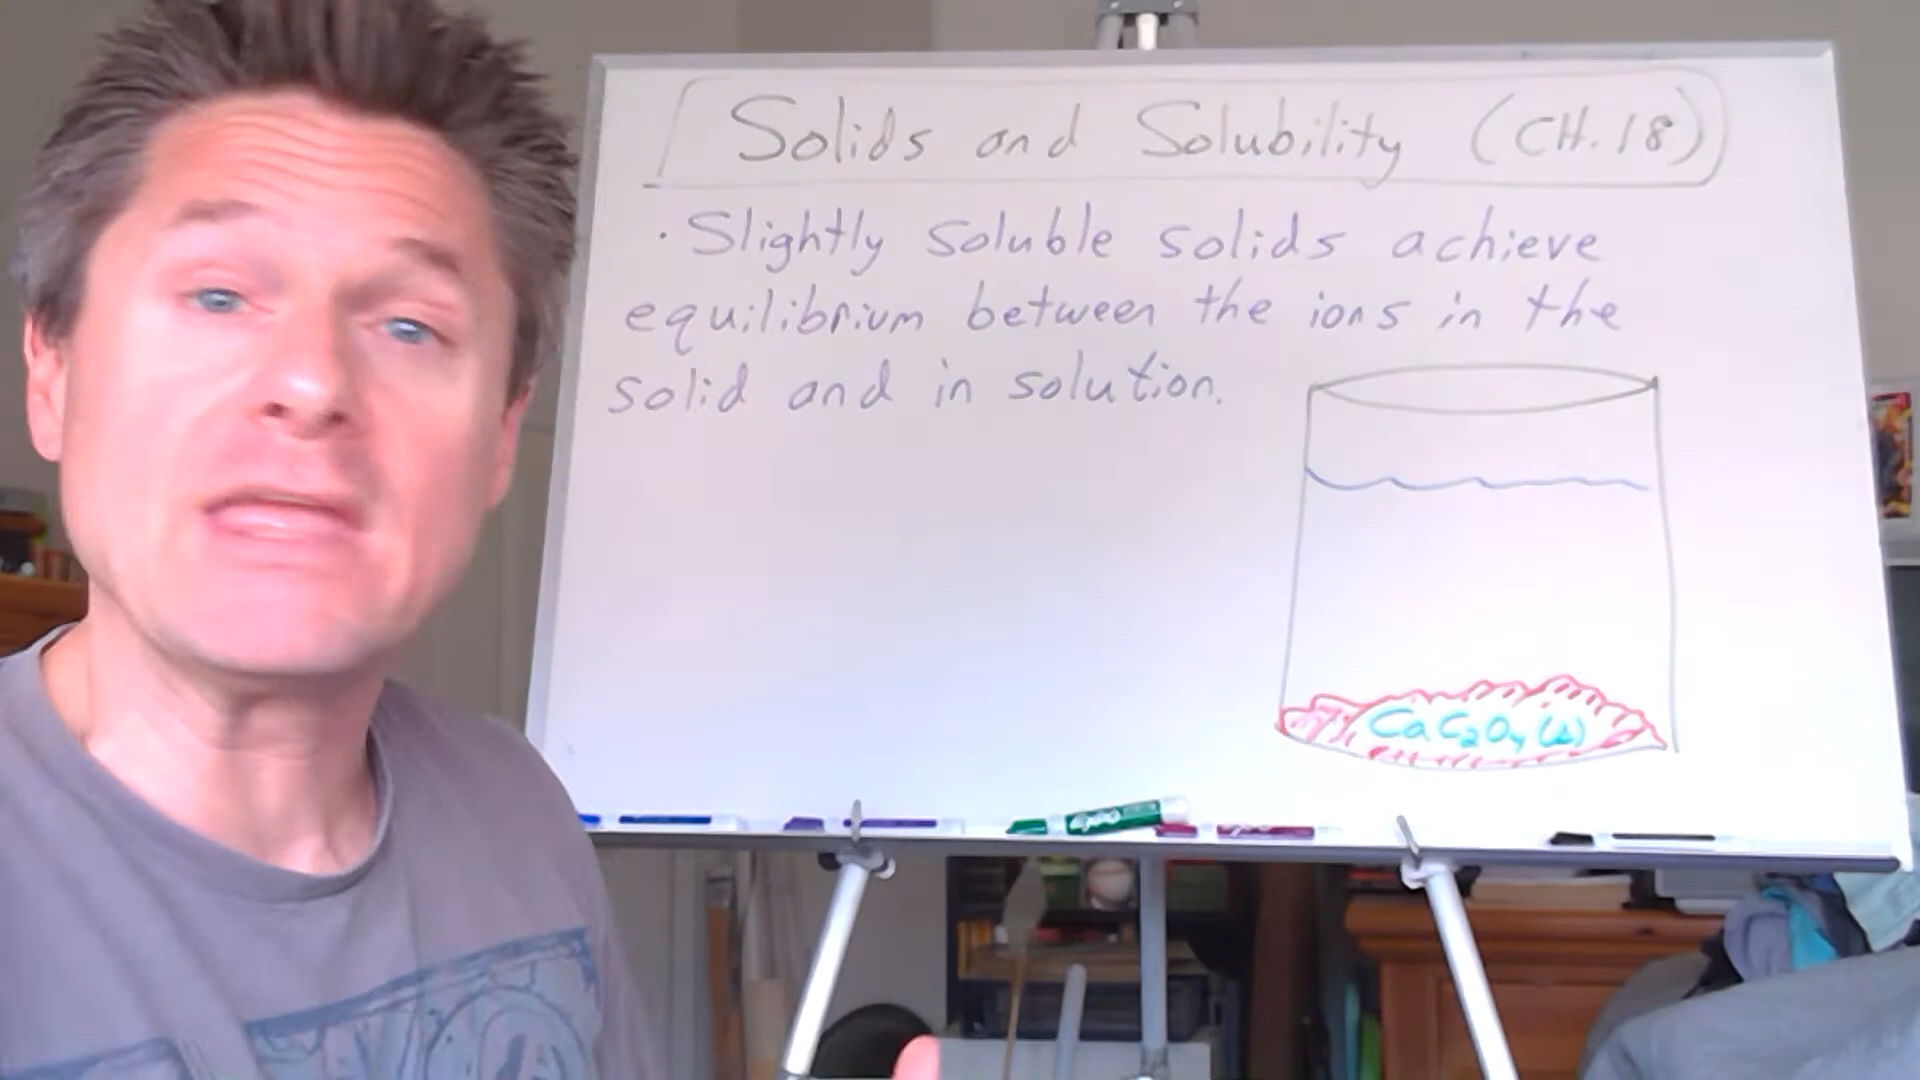 Solids and Solubility (CH. 18)
· Slightly soluble solids achieve
equilibrium between the ions in the
solid and in solution.
CaC₂O₄(s)
expo